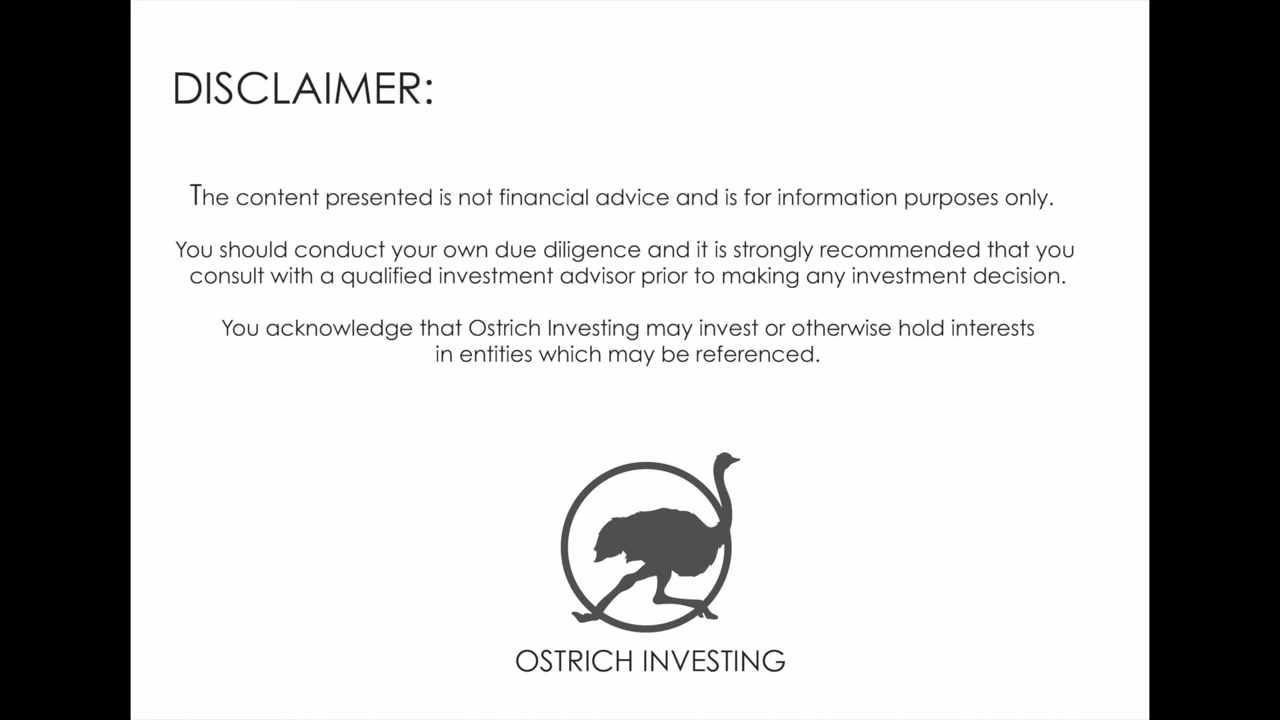 DISCLAIMER:
The content presented is not financial advice and is for information purposes only.
You should conduct your own due diligence and it is strongly recommended that you
consult with a qualified investment advisor prior to making any investment decision.
You acknowledge that Ostrich Investing may invest or otherwise hold interests
in entities which may be referenced.
OSTRICH INVESTING